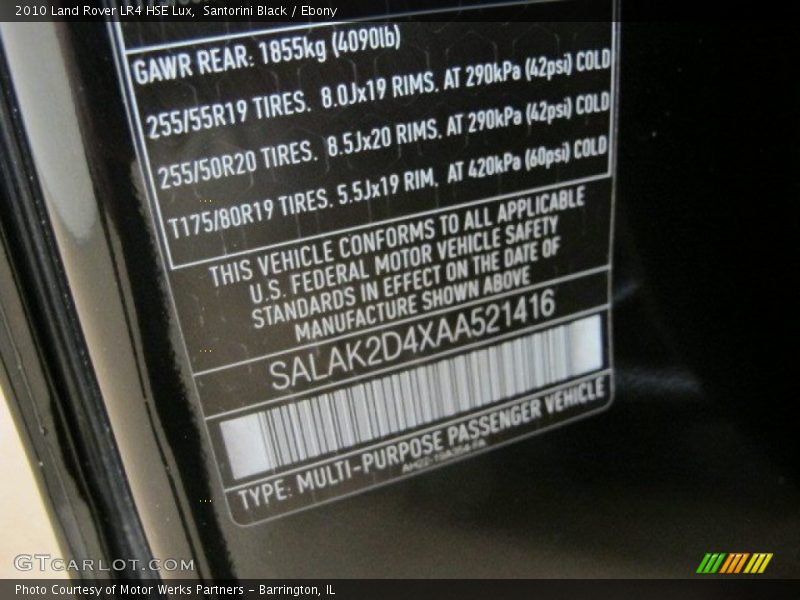 2010 Land Rover LR4 HSE Lux, Santorini Black / Ebony
GAWR REAR: 1855kg (4090lb)
255/55R19 TIRES. 8.0Jx19 RIMS. AT 290kPa (42psi) COLD
255/50R20 TIRES. 8.5Jx20 RIMS. AT 290kPa (42psi) COLD
T175/80R19 TIRES. 5.5Jx19 RIM. AT 420kPa (60psi) COLD
THIS VEHICLE CONFORMS TO ALL APPLICABLE
U.S. FEDERAL MOTOR VEHICLE SAFETY
STANDARDS IN EFFECT ON THE DATE OF
MANUFACTURE SHOWN ABOVE
SALAK2D4XAA521416
TYPE: MULTI-PURPOSE PASSENGER VEHICLE
GTCARLOT.COM
Photo Courtesy of Motor Werks Partners - Barrington, IL